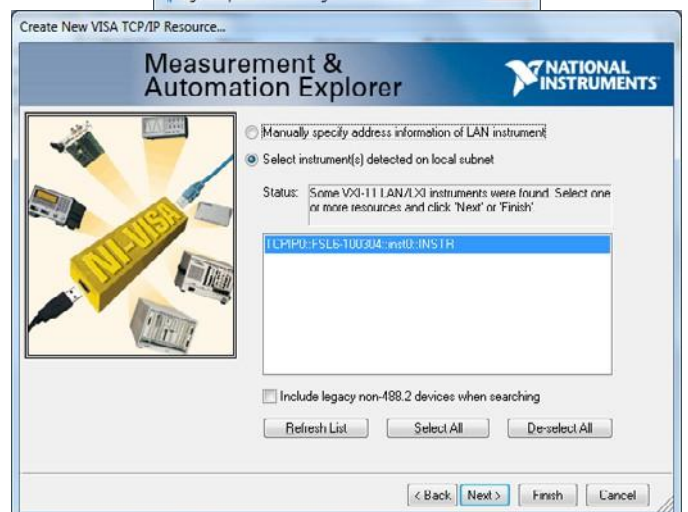 Create New VISA TCP/IP Resource...
Measurement &
Automation Explorer
NATIONAL
INSTRUMENTS
Manually specify address information of LAN instrument
Select instrument(s) detected on local subnet
Status:
Some VXI-11 LAN/LXI instruments were found. Select one
or more resources and click 'Next' or 'Finish'
TCPIP0::FSL6-100304::inst0::INSTR
NI-VISA
Include legacy non-488.2 devices when searching
Refresh List
Select All
De-select All
< Back
Next >
Finish
Cancel